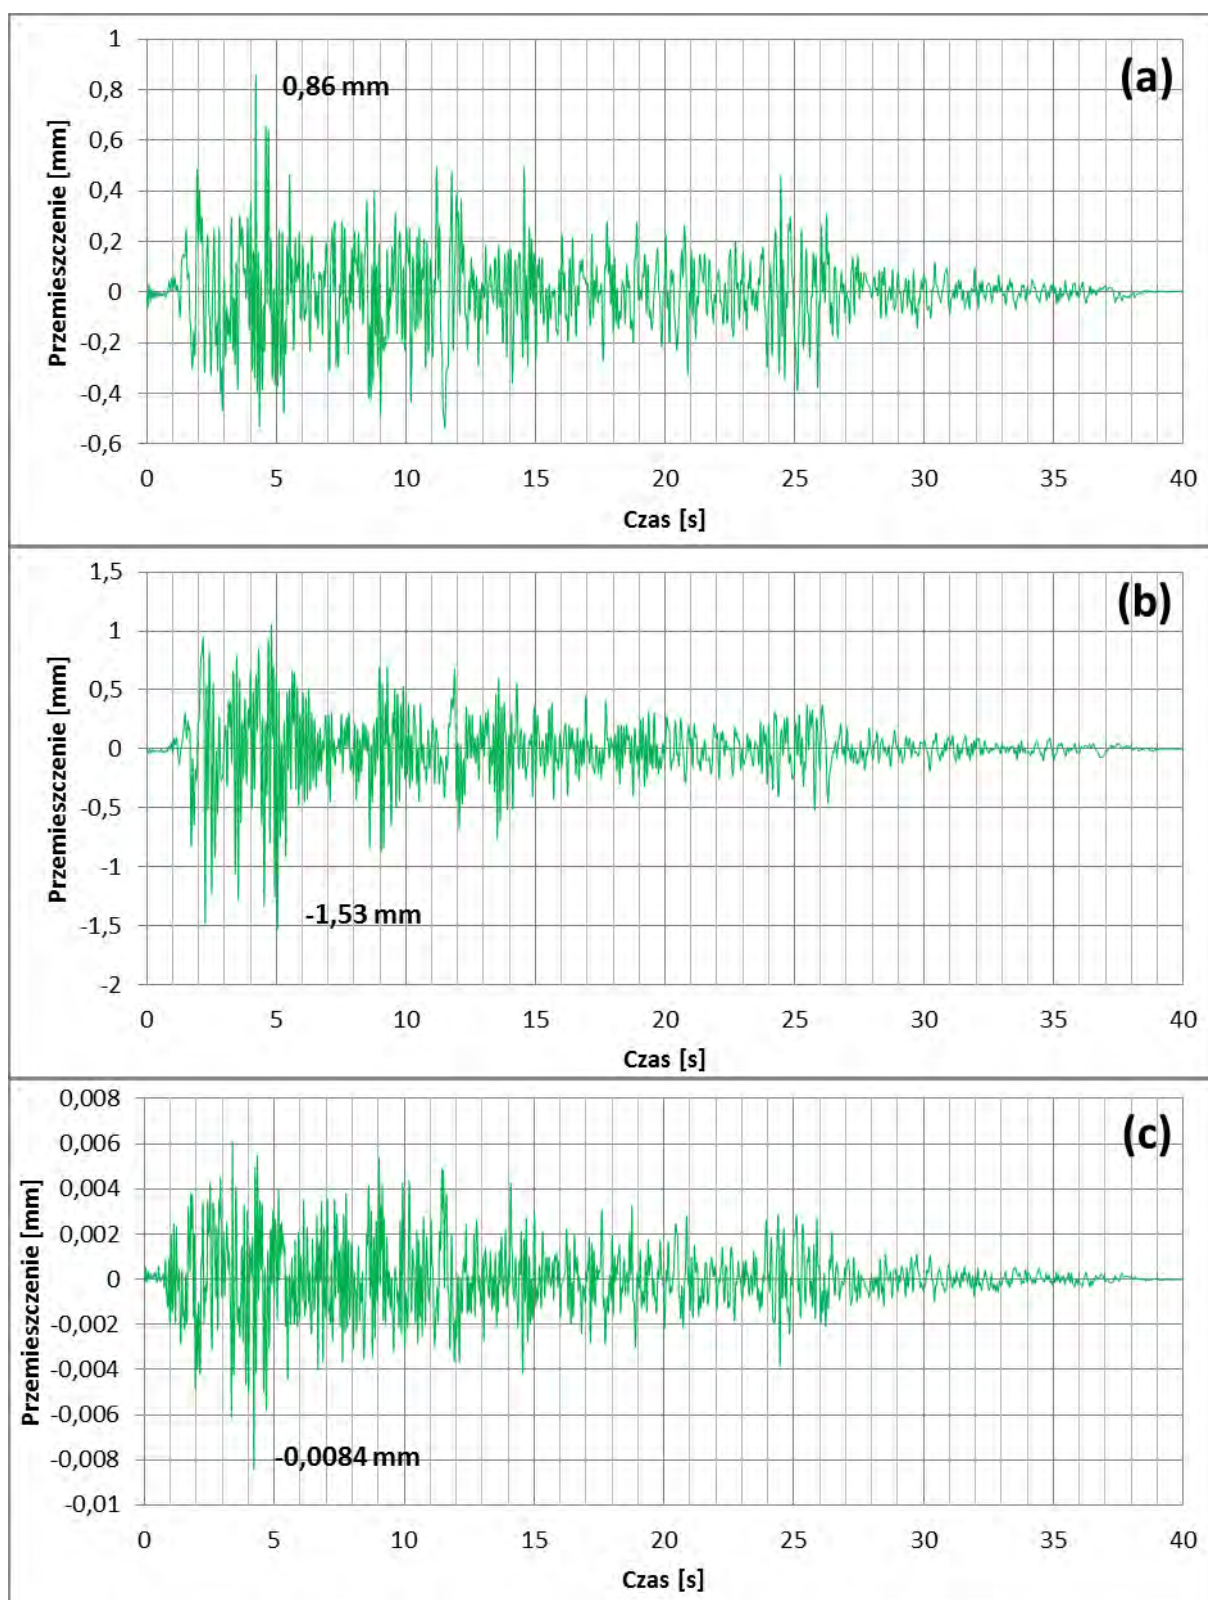 (a)
0,86 mm
Przemieszczenie [mm]
1
0,8
0,6
0,4
0,2
0
-0,2
-0,4
-0,6
0 5 10 15 20 25 30 35 40
Czas [s]
(b)
-1,53 mm
Przemieszczenie [mm]
1,5
1
0,5
0
-0,5
-1
-1,5
-2
0 5 10 15 20 25 30 35 40
Czas [s]
(c)
-0,0084 mm
Przemieszczenie [mm]
0,008
0,006
0,004
0,002
0
-0,002
-0,004
-0,006
-0,008
-0,01
0 5 10 15 20 25 30 35 40
Czas [s]